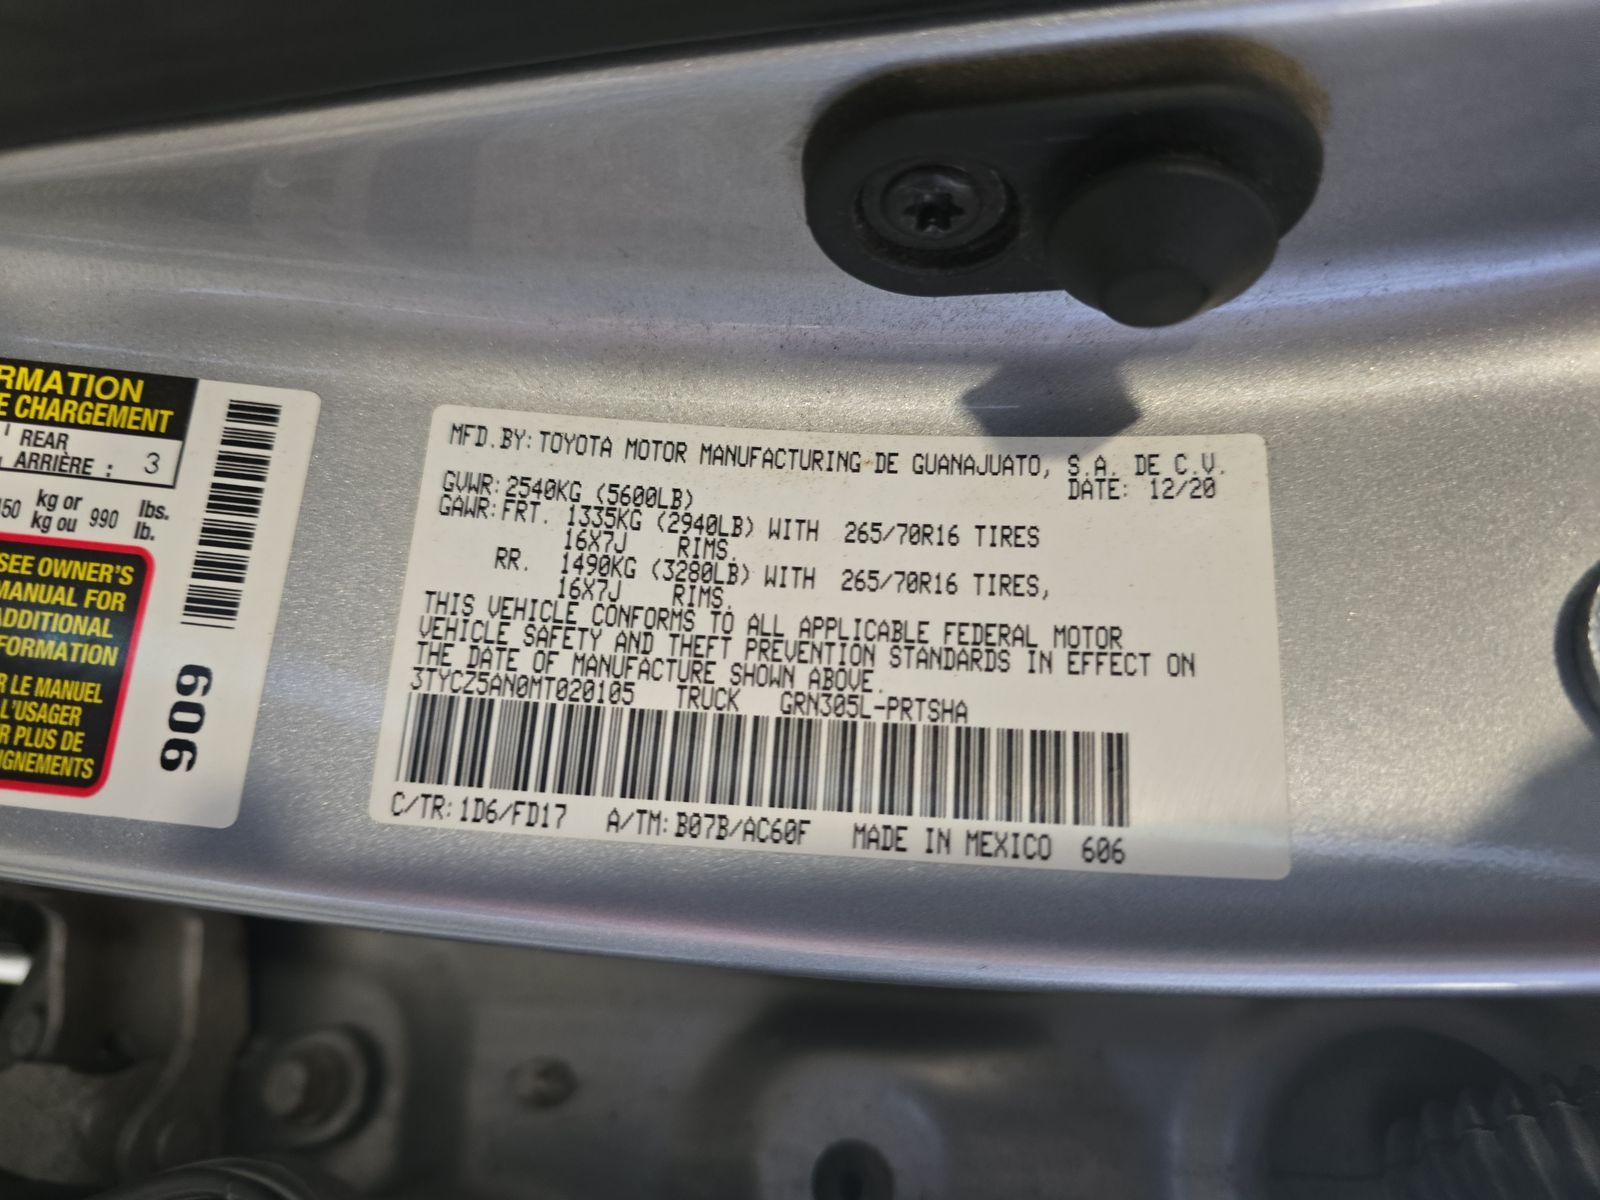 RMATION
E CHARGEMENT
REAR
ARRIÈRE : 3
kg or lbs.
50 kg ou 990 lb.
SEE OWNER'S
MANUAL FOR
ADDITIONAL
FORMATION
R LE MANUEL
L'USAGER
R PLUS DE
IGNEMENTS
909
MFD.BY: TOYOTA MOTOR MANUFACTURING DE GUANAJUATO, S.A. DE C.V.
DATE: 12/20
GVWR: 2540KG (5600LB)
GAWR: FRT. 1335KG (2940LB) WITH 265/70R16 TIRES
16X7J RIMS.
RR. 1490KG (3280LB) WITH 265/70R16 TIRES,
16X7J RIMS.
THIS VEHICLE CONFORMS TO ALL APPLICABLE FEDERAL MOTOR
VEHICLE SAFETY AND THEFT PREVENTION STANDARDS IN EFFECT ON
THE DATE OF MANUFACTURE SHOWN ABOVE.
3TYCZ5AN0MT020105 TRUCK GRN305L-PRTSHA
C/TR: 1D6/FD17 A/TM: B07B/AC60F MADE IN MEXICO 606